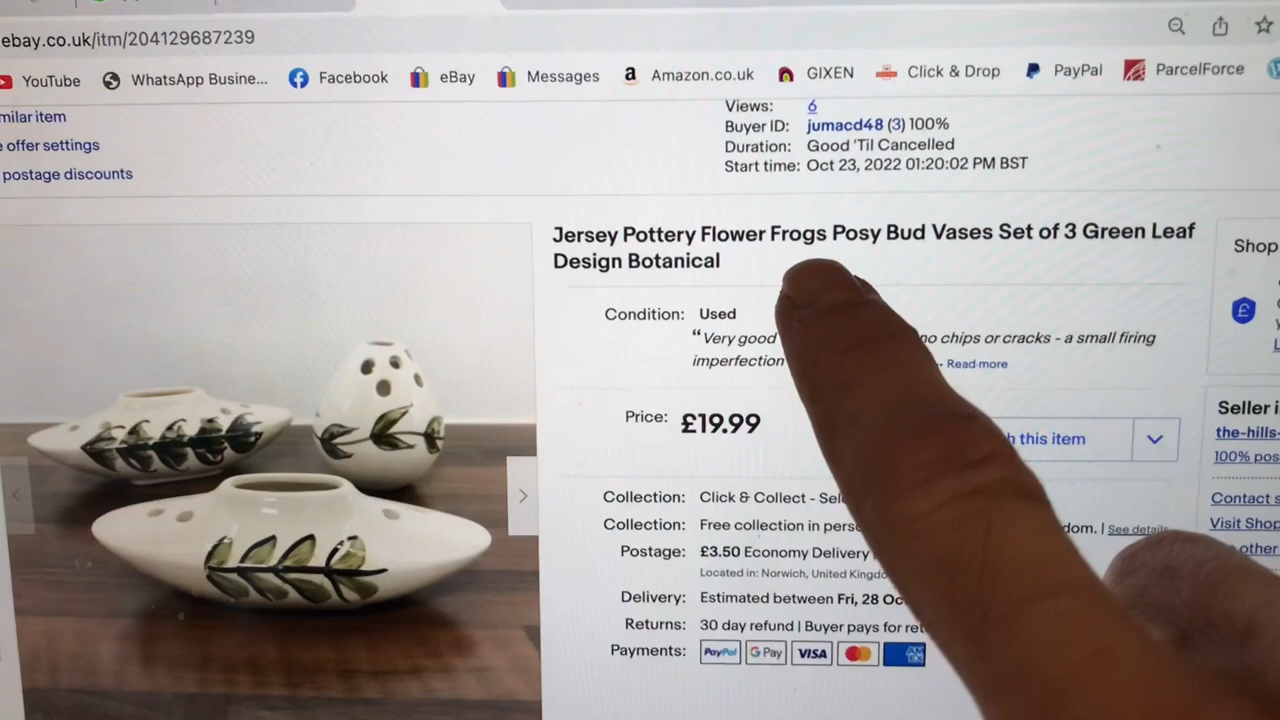 ebay.co.uk/itm/204129687239
YouTube WhatsApp Busine... Facebook eBay Messages Amazon.co.uk GIXEN Click & Drop PayPal ParcelForce
milar item
offer settings
postage discounts
Views: 6
Buyer ID: jumacd48 (3) 100%
Duration: Good 'Til Cancelled
Start time: Oct 23, 2022 01:20:02 PM BST
Jersey Pottery Flower Frogs Posy Bud Vases Set of 3 Green Leaf
Design Botanical
Condition: Used
“Very good no chips or cracks - a small firing
imperfection .. Read more
Price: £19.99
h this item
Collection: Click & Collect - Sel
Collection: Free collection in pers dom. | See details
Postage: £3.50 Economy Delivery
Located in: Norwich, United Kingdo
Delivery: Estimated between Fri, 28 Oc
Returns: 30 day refund | Buyer pays for ret
Payments: PayPal G Pay VISA AM EX
Shop
Seller i
the-hills-
100% pos
Contact s
Visit Shop
other